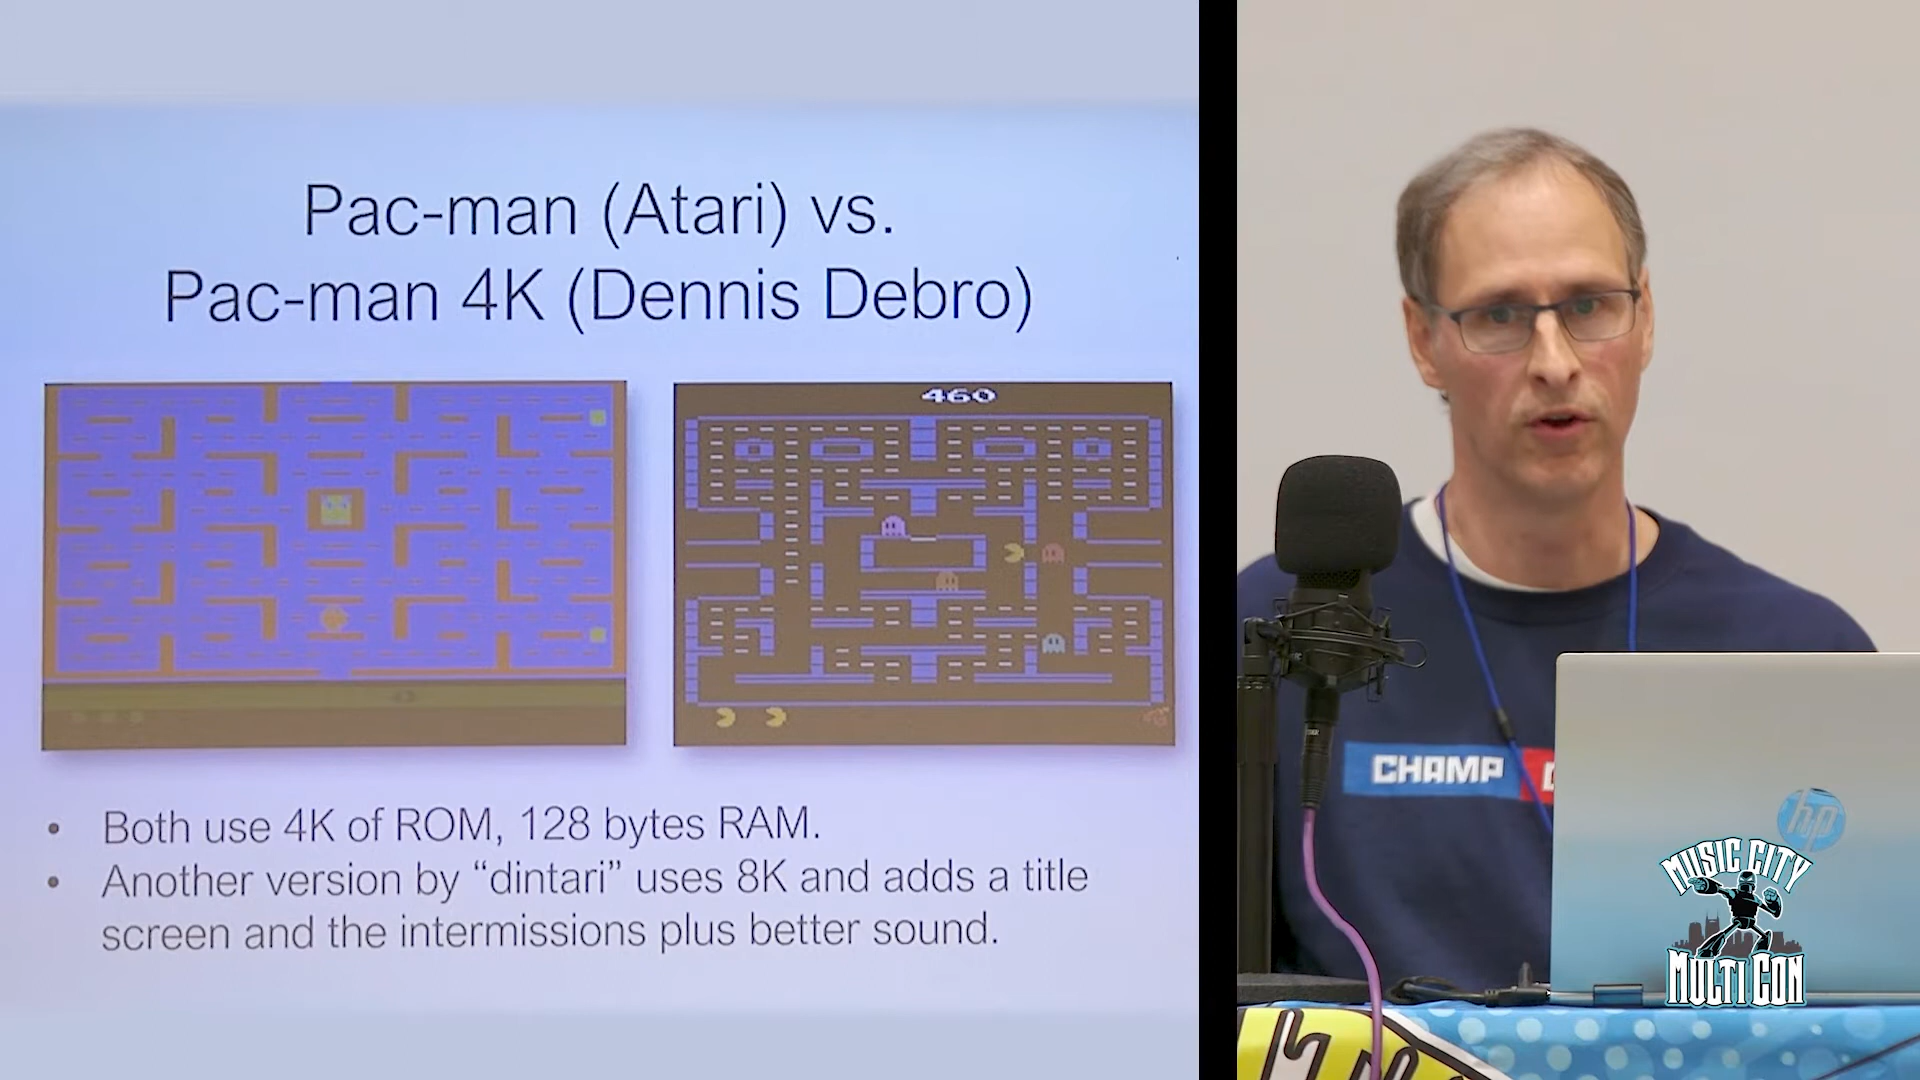 Pac-man (Atari) vs.
Pac-man 4K (Dennis Debro)
460
• Both use 4K of ROM, 128 bytes RAM.
• Another version by “dintari” uses 8K and adds a title
screen and the intermissions plus better sound.
CHAMP
hp
MUSIC CITY
MULTI CON